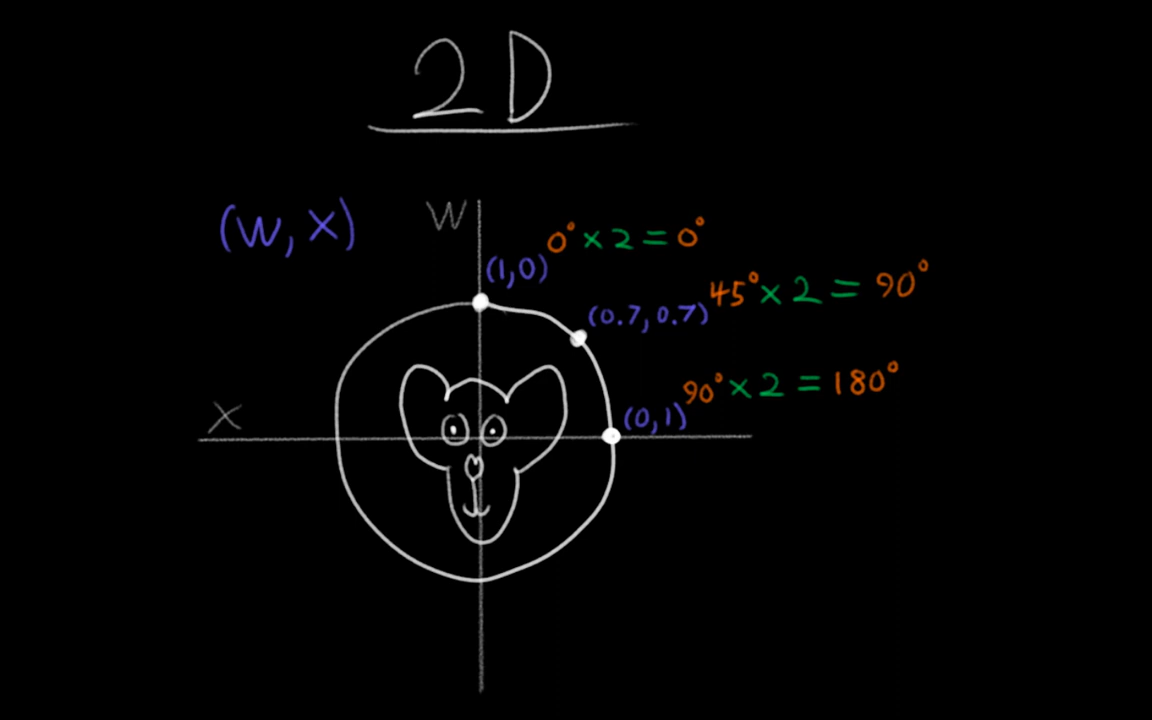 2D
(W, X)
W
0° × 2 = 0°
(1,0)
45° × 2 = 90°
(0.7, 0.7)
90° × 2 = 180°
(0,1)
X